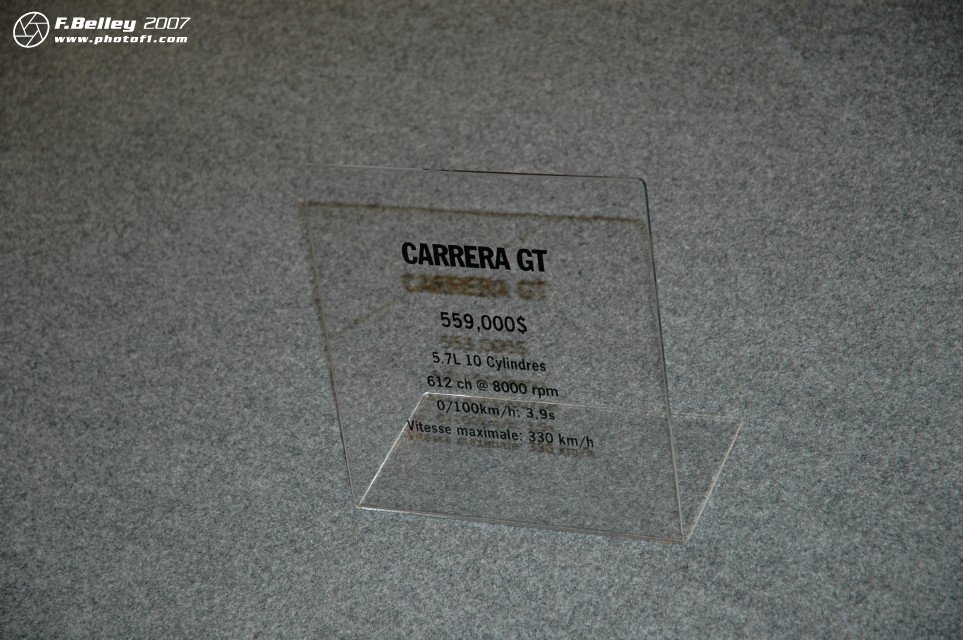 F.Belley 2007
www.photof1.com
CARRERA GT
559,000$
5.7L 10 Cylindres
612 ch @ 8000 rpm
0/100km/h: 3,9s
Vitesse maximale: 330 km/h